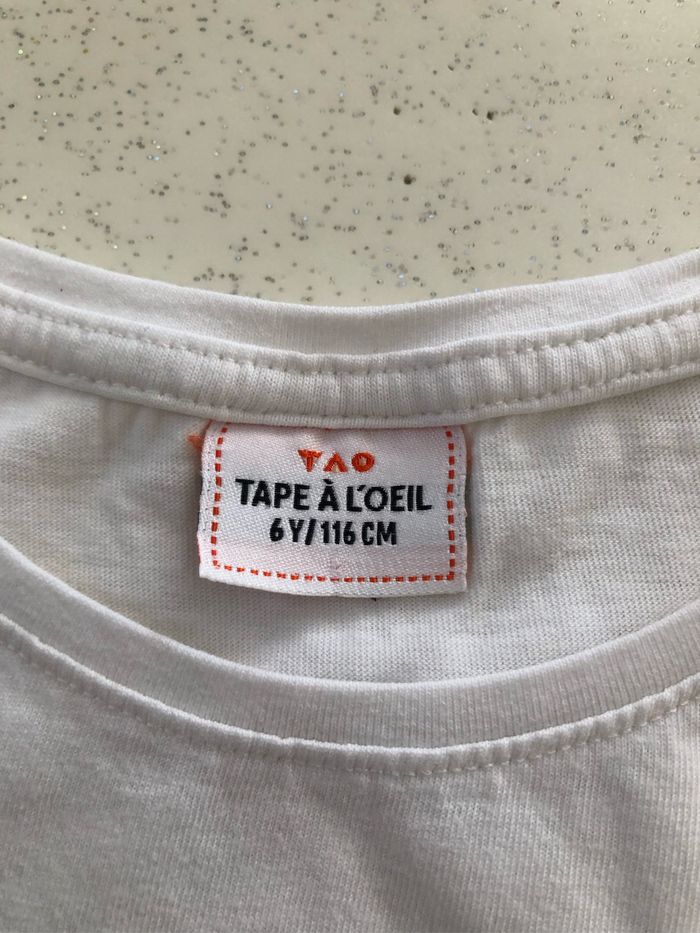 TAO
TAPE À L'OEIL
6Y/116 CM